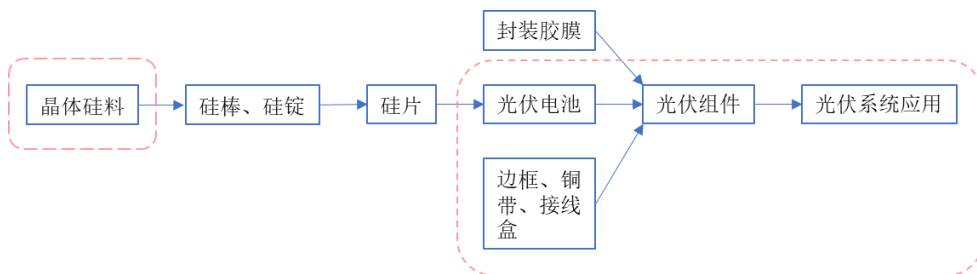 封装胶膜
晶体硅料
硅棒、硅锭
硅片
光伏电池
光伏组件
光伏系统应用
边框、铜
带、接线
盒